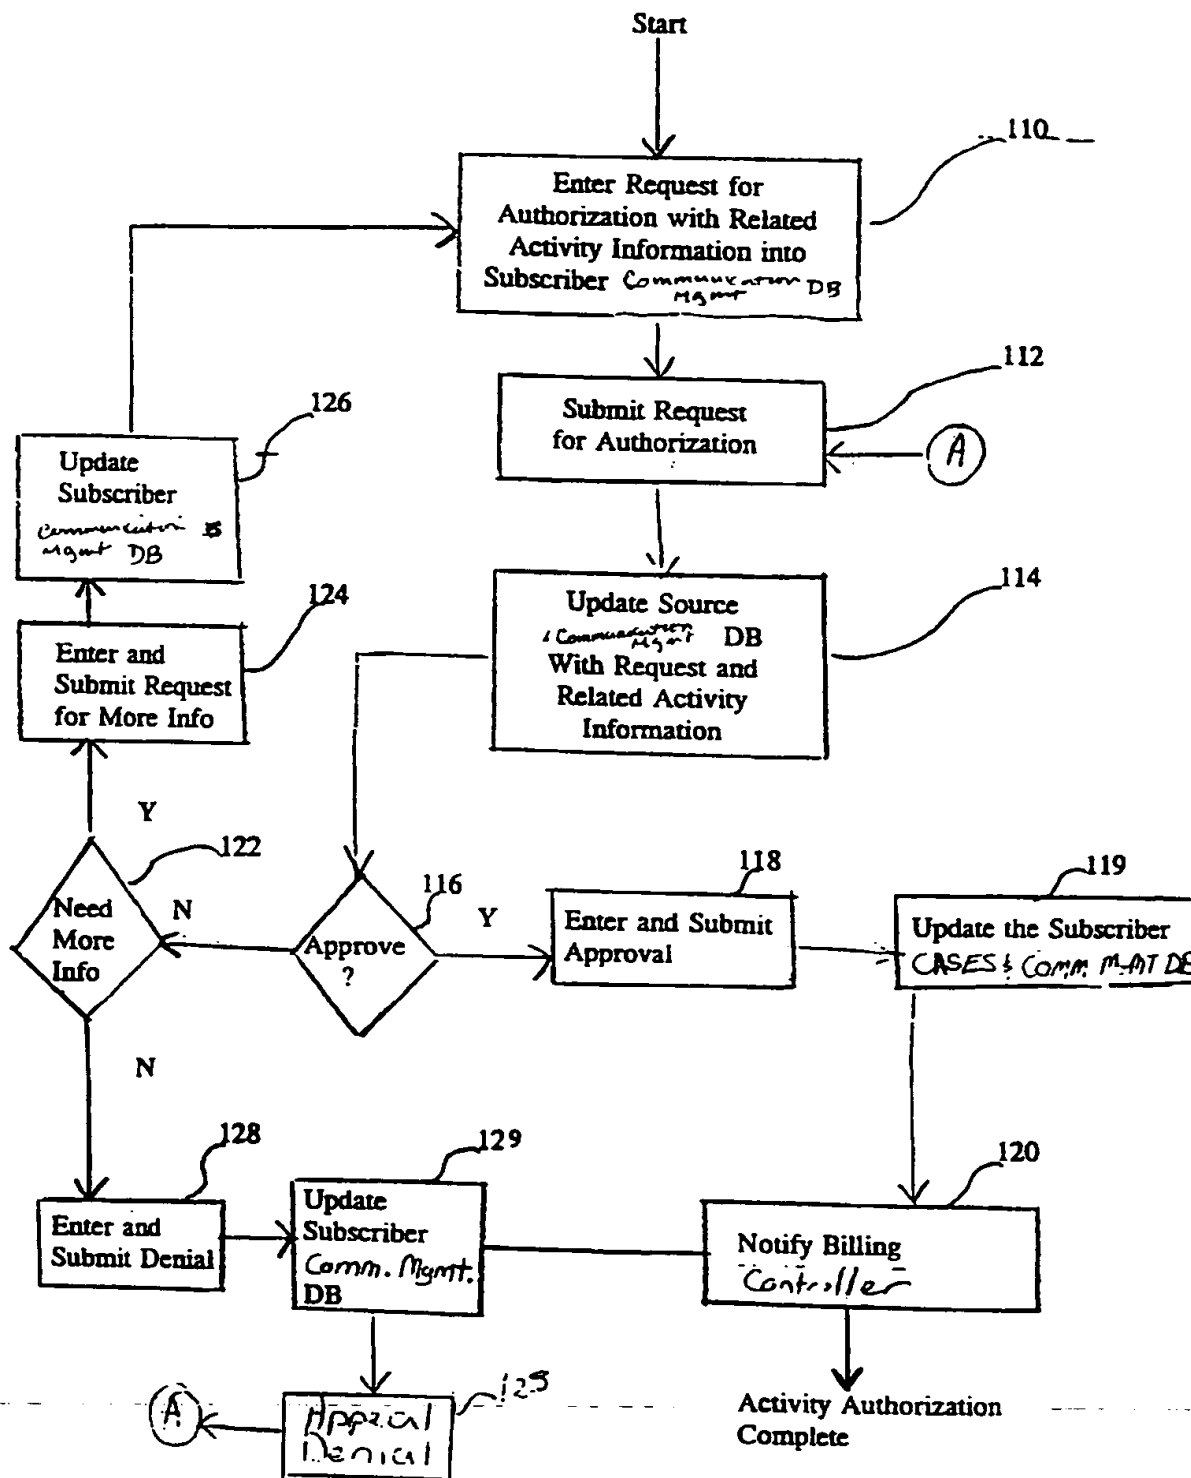 Start
110
Enter Request for
Authorization with Related
Activity Information into
Subscriber Communication DB
Mgmt
112
Submit Request
for Authorization
A
126
Update
Subscriber
Communication
Mgmt DB
114
Update Source
Communication DB
Mgmt
With Request and
Related Activity
Information
124
Enter and
Submit Request
for More Info
Y
122
Need
More
Info
N
116
Approve
?
Y
118
Enter and Submit
Approval
119
Update the Subscriber
CASES & Comm. M-MT DB
N
128
Enter and
Submit Denial
129
Update
Subscriber
Comm. Mgmt.
DB
120
Notify Billing
Controller
A
Appeal
Denial
Activity Authorization
Complete